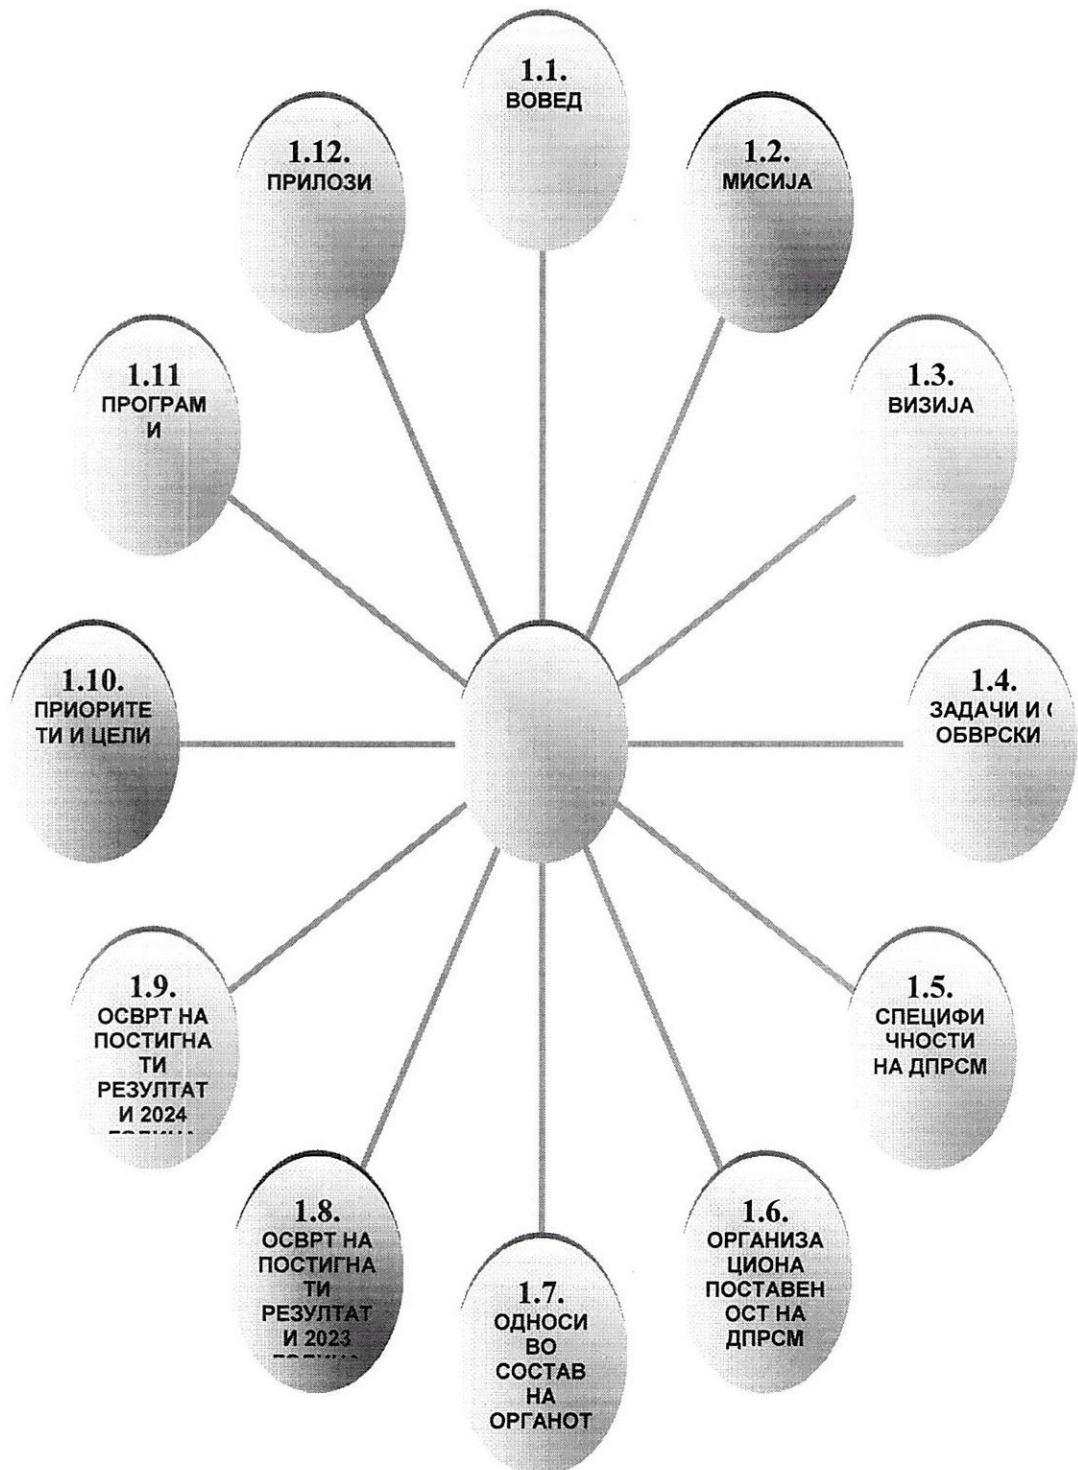 1.1.
ВОВЕД
1.2.
МИСИЈА
1.3.
ВИЗИЈА
1.4.
ЗАДАЧИ И
ОБВРСКИ
1.5.
СПЕЦИФИ
ЧНОСТИ
НА ДПРСМ
1.6.
ОРГАНИЗА
ЦИОНА
ПОСТАВЕН
ОСТ НА
ДПРСМ
1.7.
ОДНОСИ
ВО
СОСТАВ
НА
ОРГАНОТ
1.8.
ОСВРТ НА
ПОСТИГНА
ТИ
РЕЗУЛТАТ
И 2023
1.9.
ОСВРТ НА
ПОСТИГНА
ТИ
РЕЗУЛТАТ
И 2024
1.10.
ПРИОРИТЕ
ТИ И ЦЕЛИ
1.11
ПРОГРАМ
И
1.12.
ПРИЛОЗИ